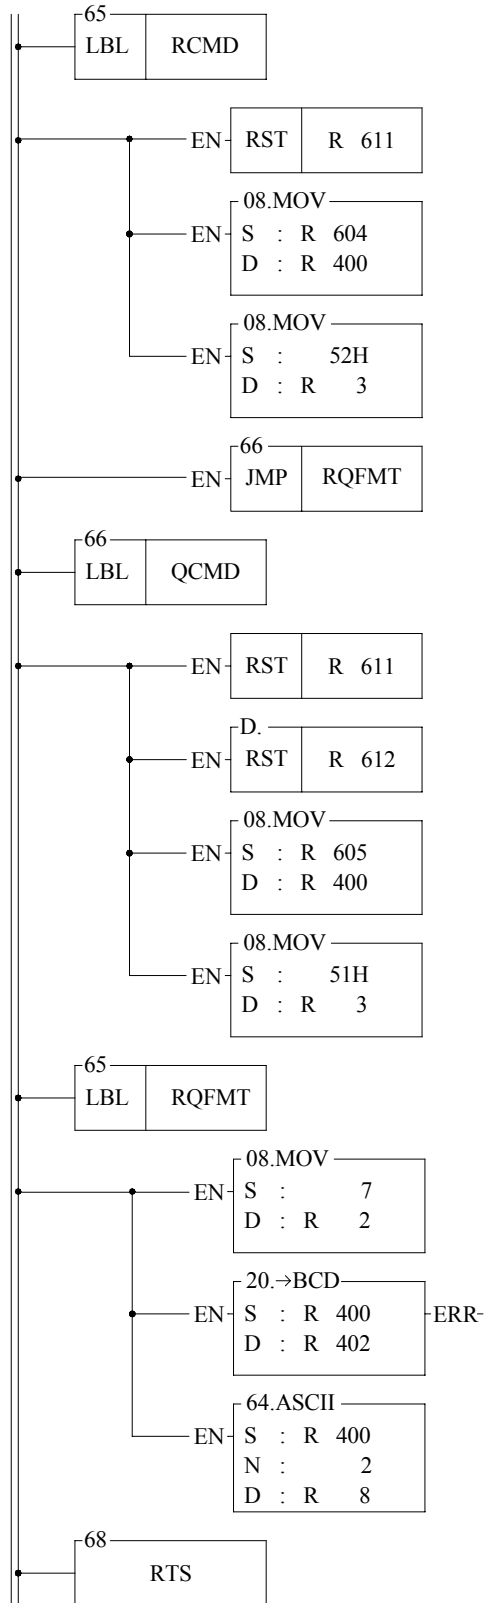 65
LBL RCMD
EN RST R 611
08.MOV
EN S : R 604
D : R 400
08.MOV
EN S : 52H
D : R 3
66
EN JMP RQFMT
66
LBL QCMD
EN RST R 611
D.
EN RST R 612
08.MOV
EN S : R 605
D : R 400
08.MOV
EN S : 51H
D : R 3
65
LBL RQFMT
08.MOV
EN S : 7
D : R 2
20.→BCD
EN S : R 400 ERR
D : R 402
64.ASCII
EN S : R 400
N : 2
D : R 8
68
RTS